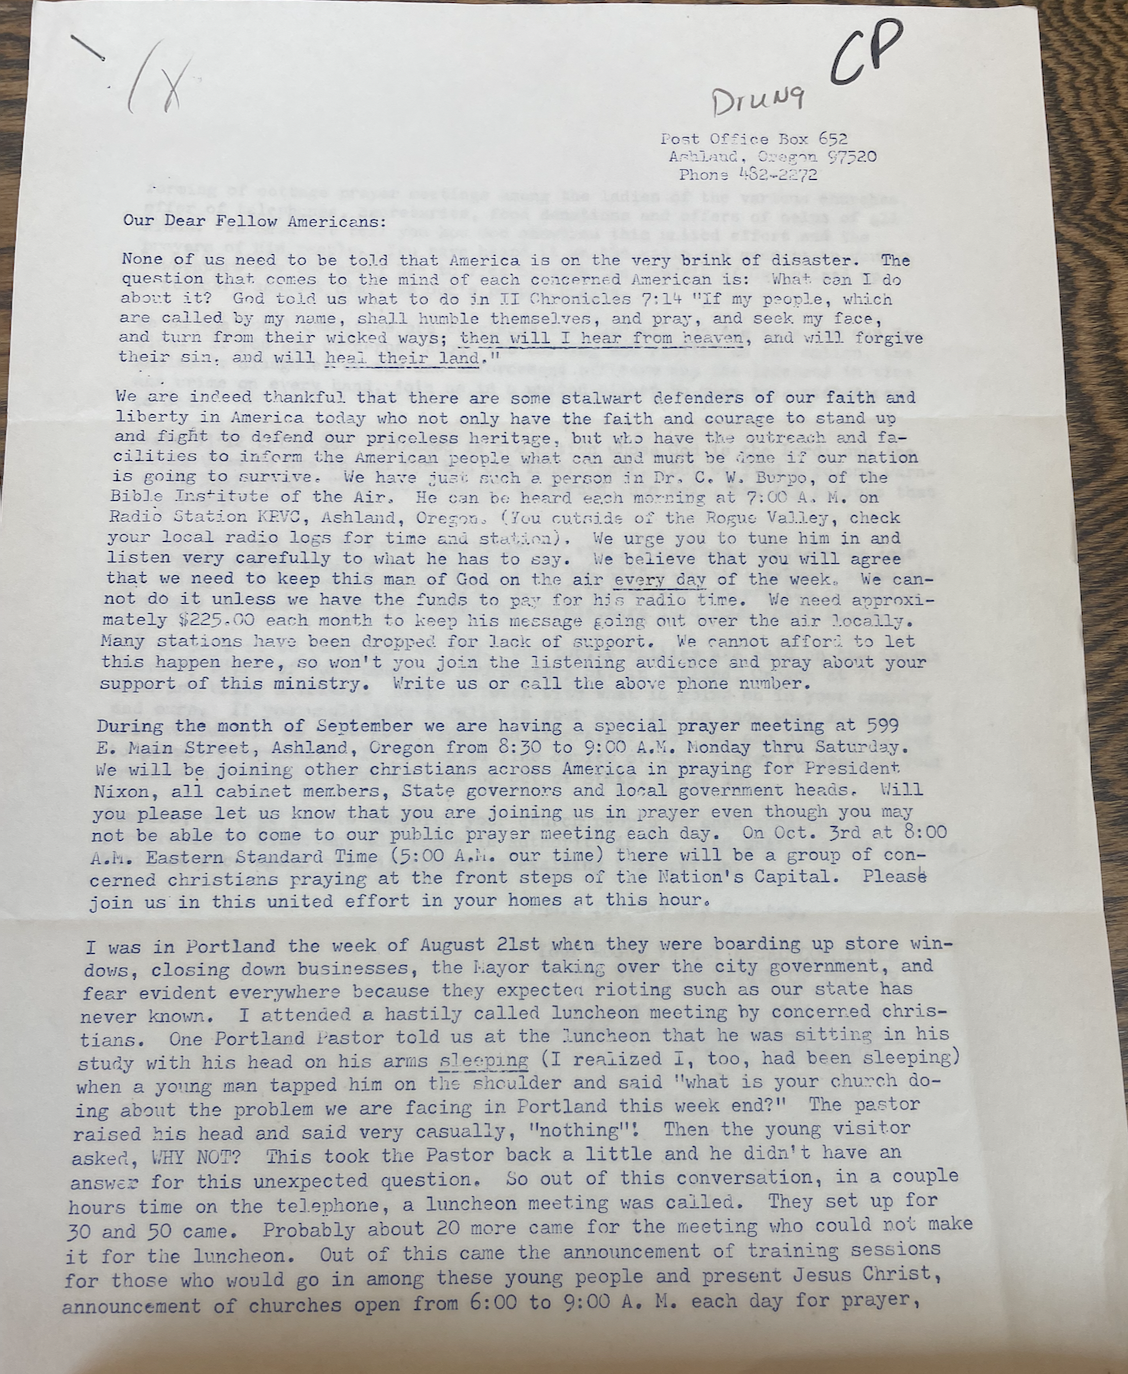 CP
Post Office Box 652
Ashland, Oregon 97520
Phone 482-2272
Our Dear Fellow Americans:
None of us need to be told that America is on the very brink of disaster. The
question that comes to the mind of each concerned American is: What can I do
about it? God told us what to do in II Chronicles 7:14 "If my people, which
are called by my name, shall humble themselves, and pray, and seek my face,
and turn from their wicked ways; then will I hear from heaven, and will forgive
their sin, and will heal their land."
We are indeed thankful that there are some stalwart defenders of our faith and
liberty in America today who not only have the faith and courage to stand up
and fight to defend our priceless heritage, but who have the outreach and fa-
cilities to inform the American people what can and must be done if our nation
is going to survive. We have just such a person in Dr. C. W. Burpo, of the
Bible Institute of the Air. He can be heard each morning at 7:00 A. M. on
Radio Station KRVC, Ashland, Oregon. (You outside of the Rogue Valley, check
your local radio logs for time and station). We urge you to tune him in and
listen very carefully to what he has to say. We believe that you will agree
that we need to keep this man of God on the air every day of the week. We can-
not do it unless we have the funds to pay for his radio time. We need approxi-
mately $225.00 each month to keep his message going out over the air locally.
Many stations have been dropped for lack of support. We cannot afford to let
this happen here, so won't you join the listening audience and pray about your
support of this ministry. Write us or call the above phone number.
During the month of September we are having a special prayer meeting at 599
E. Main Street, Ashland, Oregon from 8:30 to 9:00 A.M. Monday thru Saturday.
We will be joining other christians across America in praying for President
Nixon, all cabinet members, State governors and local government heads. Will
you please let us know that you are joining us in prayer even though you may
not be able to come to our public prayer meeting each day. On Oct. 3rd at 8:00
A.M. Eastern Standard Time (5:00 A.M. our time) there will be a group of con-
cerned christians praying at the front steps of the Nation's Capital. Please
join us in this united effort in your homes at this hour.
I was in Portland the week of August 21st when they were boarding up store win-
dows, closing down businesses, the Mayor taking over the city government, and
fear evident everywhere because they expected rioting such as our state has
never known. I attended a hastily called luncheon meeting by concerned chris-
tians. One Portland Pastor told us at the luncheon that he was sitting in his
study with his head on his arms sleeping (I realized I, too, had been sleeping)
when a young man tapped him on the shoulder and said "what is your church do-
ing about the problem we are facing in Portland this week end?" The pastor
raised his head and said very casually, "nothing"! Then the young visitor
asked, WHY NOT? This took the Pastor back a little and he didn't have an
answer for this unexpected question. So out of this conversation, in a couple
hours time on the telephone, a luncheon meeting was called. They set up for
30 and 50 came. Probably about 20 more came for the meeting who could not make
it for the luncheon. Out of this came the announcement of training sessions
for those who would go in among these young people and present Jesus Christ,
announcement of churches open from 6:00 to 9:00 A. M. each day for prayer,